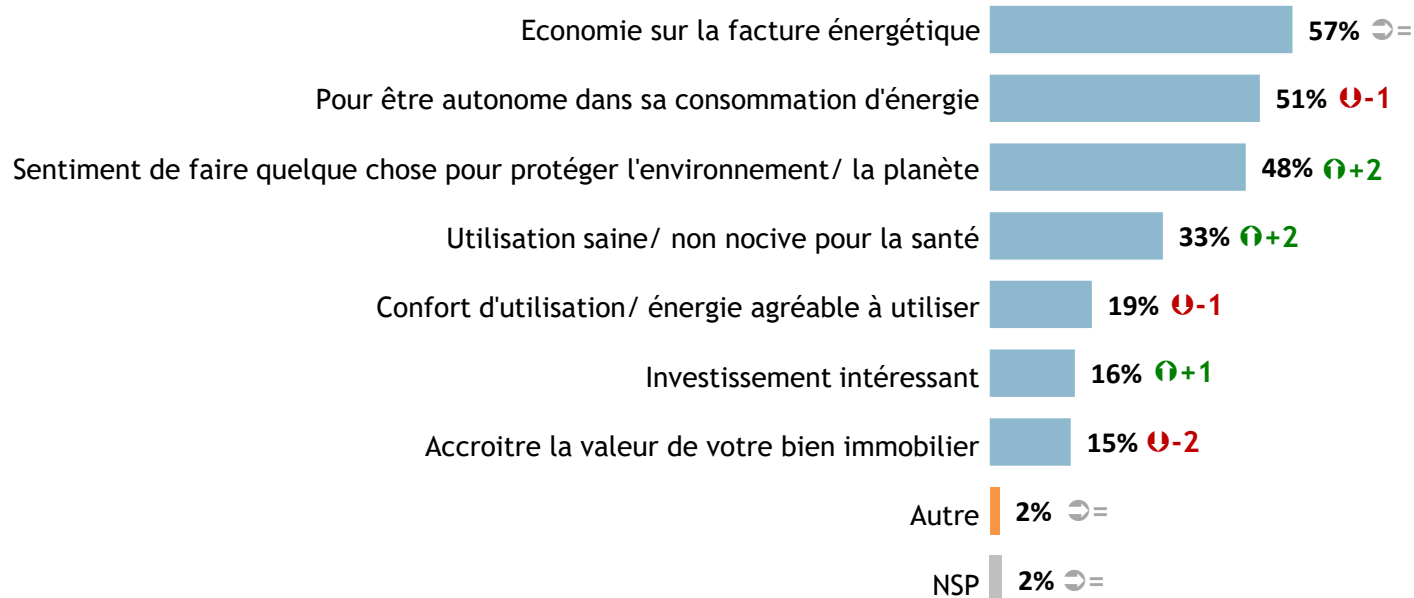 Economie sur la facture énergétique 57% =
Pour être autonome dans sa consommation d'énergie 51% -1
Sentiment de faire quelque chose pour protéger l'environnement/ la planète 48% +2
Utilisation saine/ non nocive pour la santé 33% +2
Confort d'utilisation/ énergie agréable à utiliser 19% -1
Investissement intéressant 16% +1
Accroitre la valeur de votre bien immobilier 15% -2
Autre 2% =
NSP 2% =